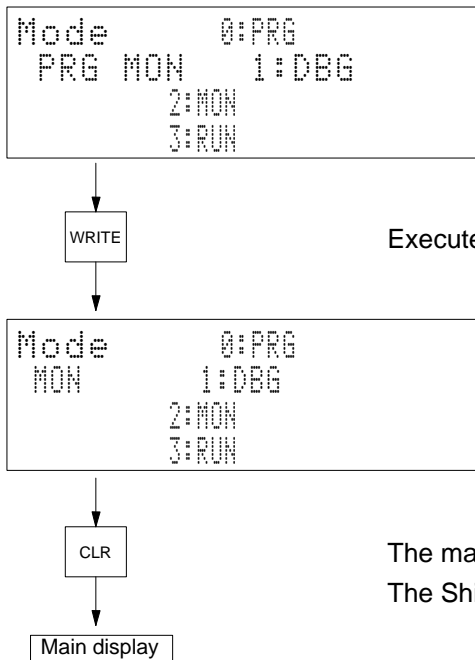 Mode 0:PRG
PRG MON 1:DBG
2:MON
3:RUN
WRITE
Execute
Mode 0:PRG
MON 1:DBG
2:MON
3:RUN
CLR
The ma
The Shi
Main display